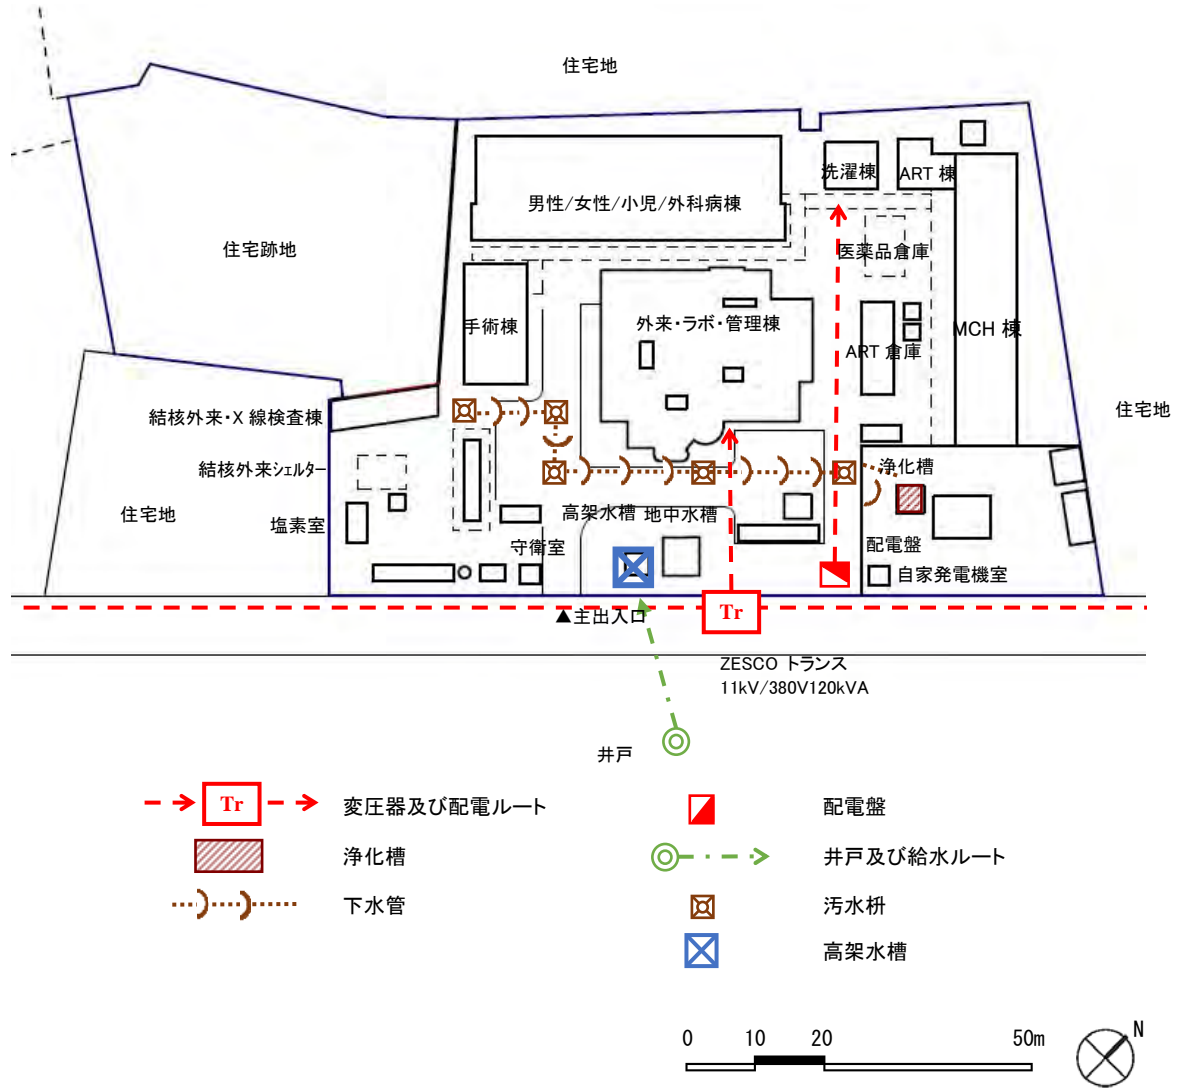 住宅地
洗濯棟
ART 棟
男性/女性/小児/外科病棟
住宅跡地
医薬品倉庫
手術棟
外来・ラボ・管理棟
MCH 棟
ART 倉庫
結核外来・X 線検査棟
住宅地
結核外来シェルター
浄化槽
住宅地
塩素室
高架水槽
地中水槽
守衛室
配電盤
自家発電機室
▲主出入口
Tr
ZESCO トランス
11kV/380V120kVA
井戸
Tr
変圧器及び配電ルート
配電盤
浄化槽
井戸及び給水ルート
下水管
汚水枡
高架水槽
0 10 20 50m
N